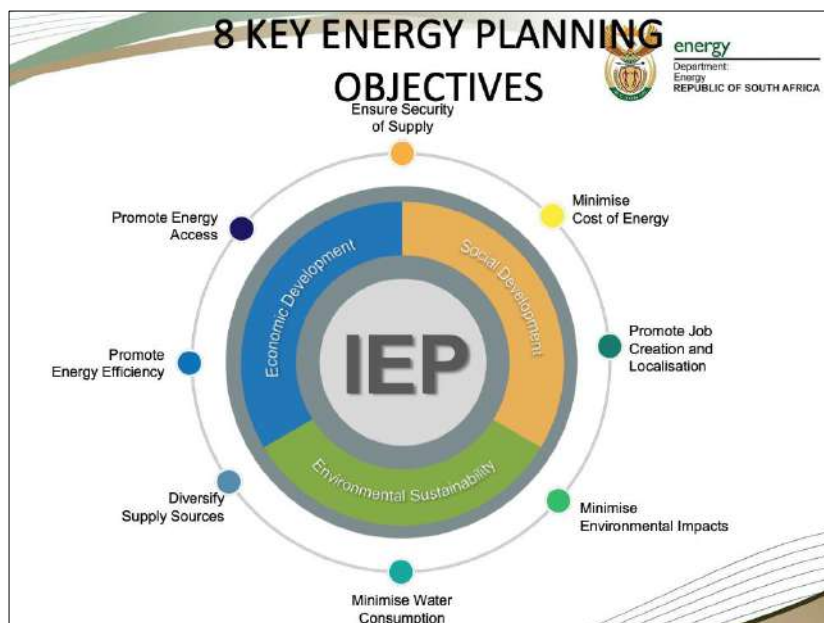 8 KEY ENERGY PLANNING
OBJECTIVES
energy
Department:
Energy
REPUBLIC OF SOUTH AFRICA
Ensure Security
of Supply
Minimise
Cost of Energy
Promote Job
Creation and
Localisation
Minimise
Environmental Impacts
Minimise Water
Consumption
Diversify
Supply Sources
Promote
Energy Efficiency
Promote Energy
Access
Economic Development
Social Development
Environmental Sustainability
IEP